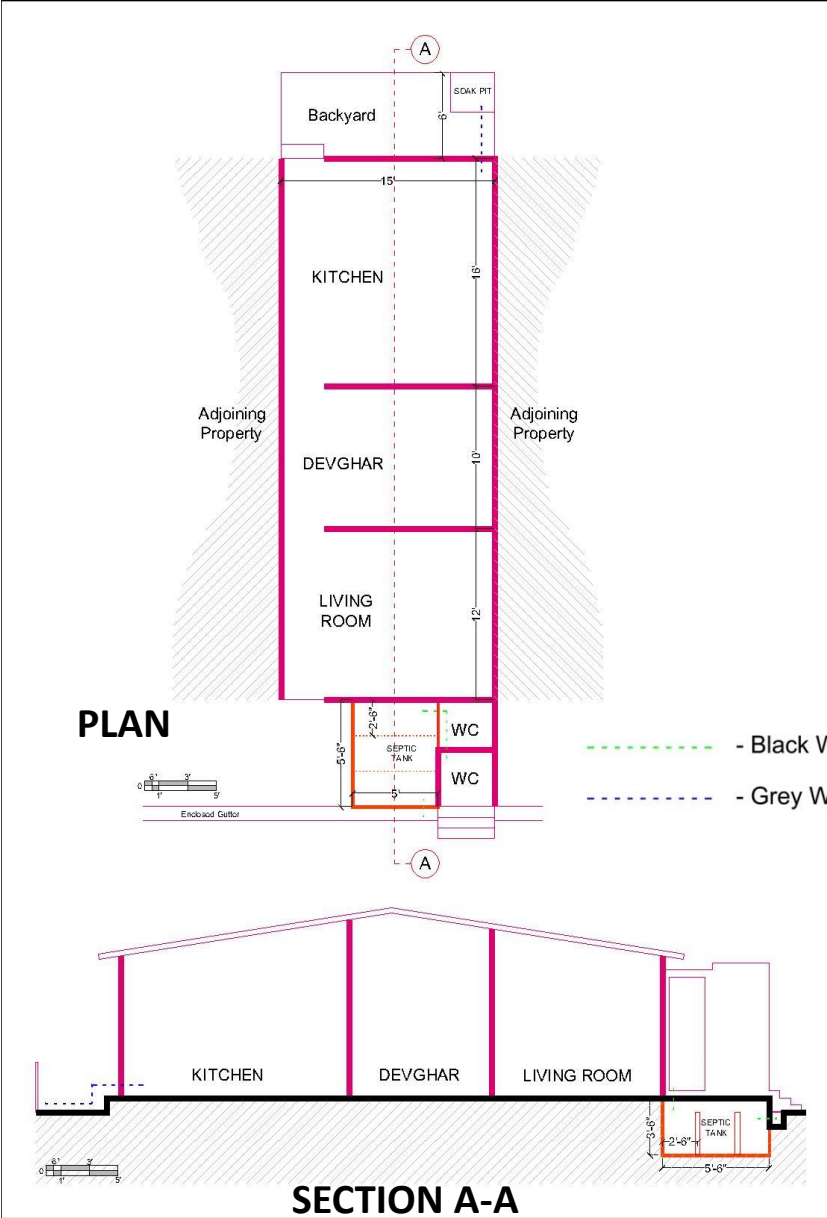 A
SOAK PIT
Backyard
6'
15'
KITCHEN
16'
Adjoining
Property
Adjoining
Property
DEVGHAR
10'
LIVING
ROOM
12'
PLAN
2'-6"
WC
SEPTIC
TANK
5'-6"
WC
5'
- Black W
- Grey W
0 6' 3'
1' 5'
Enclosed Gutter
A
KITCHEN
DEVGHAR
LIVING ROOM
SEPTIC
TANK
3'-6"
2'-6"
5'-6"
0 6' 3'
1' 5'
SECTION A-A